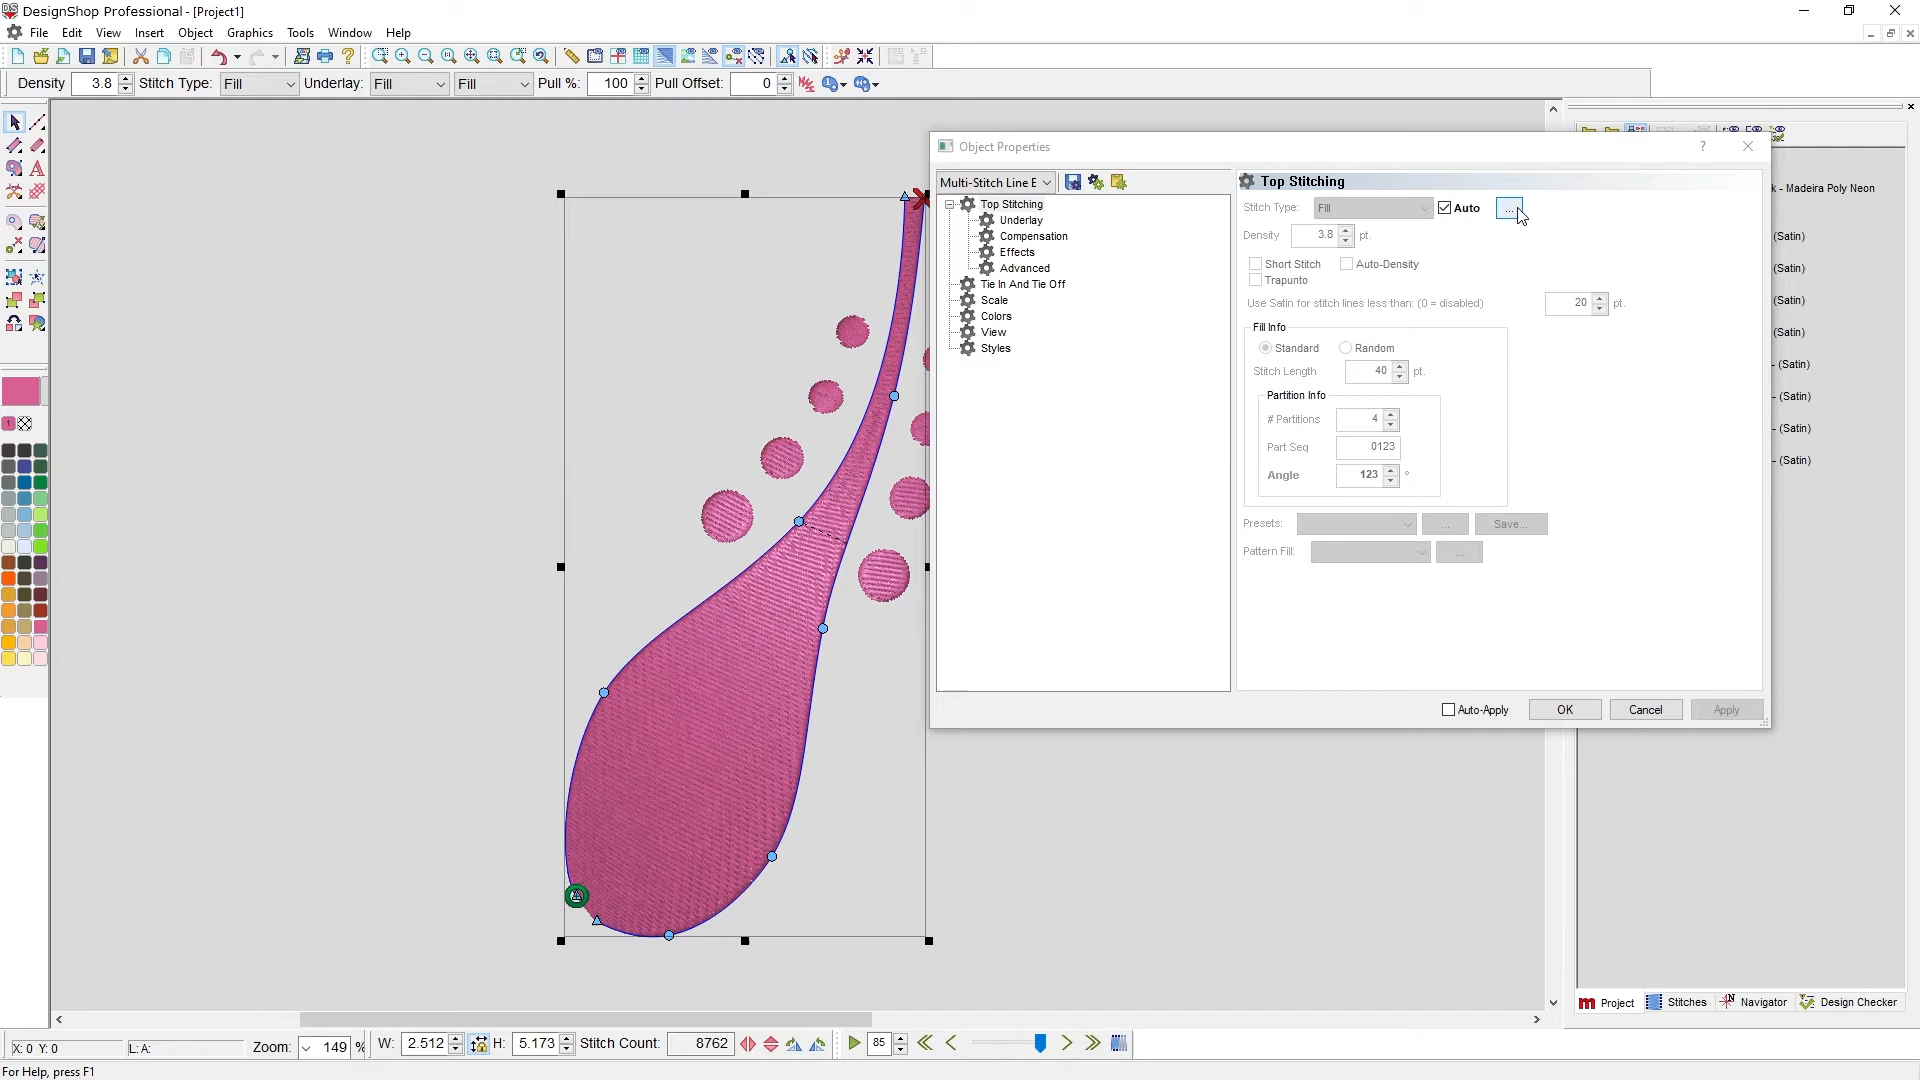 DesignShop Professional - [Project1]
File Edit View Insert Object Graphics Tools Window Help
Density 3.8 Stitch Type: Fill Underlay: Fill Fill Pull %: 100 Pull Offset: 0
Object Properties
Multi-Stitch Line E
Top Stitching
Underlay
Compensation
Effects
Advanced
Tie In And Tie Off
Scale
Colors
View
Styles
Top Stitching
Stitch Type: Fill Auto ...
Density 3.8 pt.
Short Stitch Auto-Density
Trapunto
Use Satin for stitch lines less than: (0 = disabled) 20 pt.
Fill Info
Standard Random
Stitch Length 40 pt.
Partition Info
# Partitions 4
Part Seq 0123
Angle 123 °
Presets: ... Save...
Pattern Fill: ...
Auto-Apply OK Cancel Apply
k - Madeira Poly Neon
(Satin)
(Satin)
(Satin)
(Satin)
- (Satin)
- (Satin)
- (Satin)
- (Satin)
1
Project Stitches Navigator Design Checker
X: 0 Y: 0 L: A: Zoom: 149 % W: 2.512 H: 5.173 Stitch Count: 8762 85
For Help, press F1